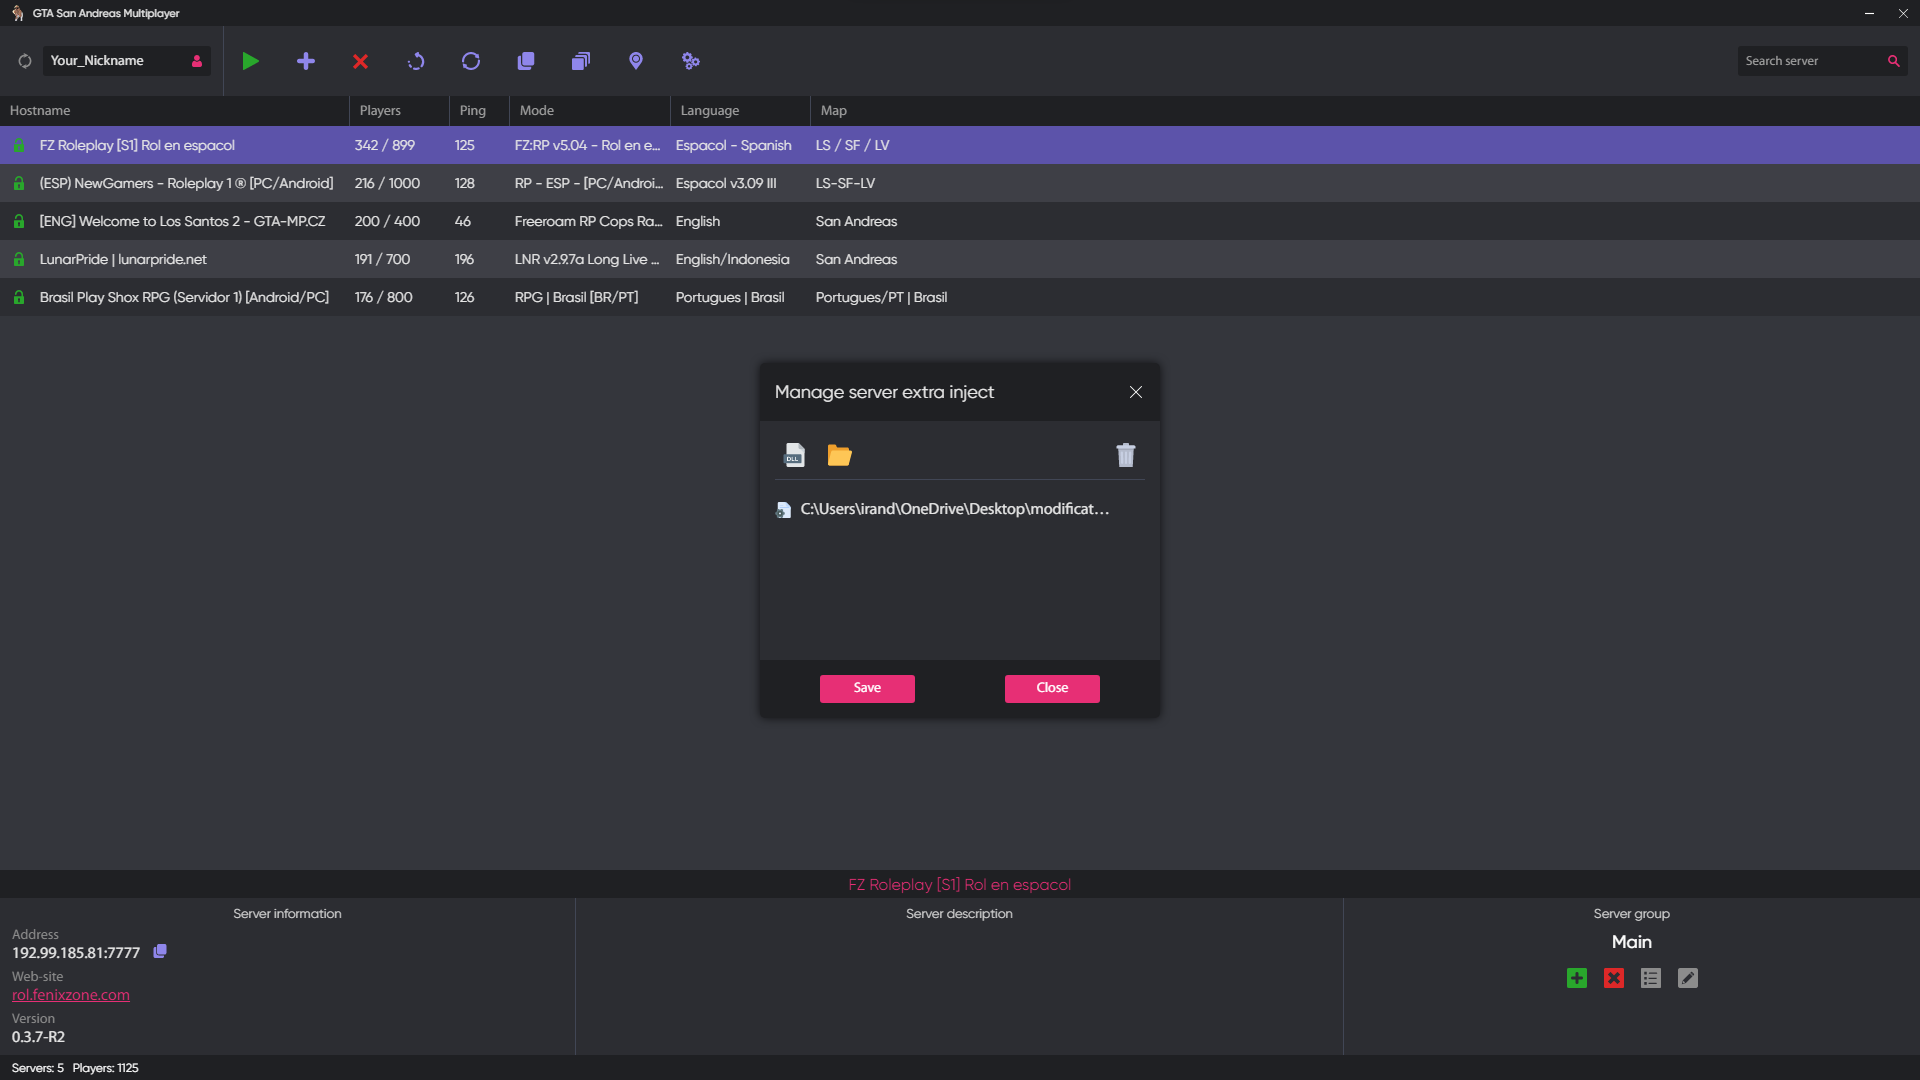 GTA San Andreas Multiplayer
Your_Nickname
Search server
Hostname Players Ping Mode Language Map
FZ Roleplay [S1] Rol en espacol 342 / 899 125 FZ:RP v5.04 - Rol en e... Espacol - Spanish LS / SF / LV
(ESP) NewGamers - Roleplay 1 ® [PC/Android] 216 / 1000 128 RP - ESP - [PC/Androi... Espacol v3.09 III LS-SF-LV
[ENG] Welcome to Los Santos 2 - GTA-MP.CZ 200 / 400 46 Freeroam RP Cops Ra... English San Andreas
LunarPride | lunarpride.net 191 / 700 196 LNR v2.9.7a Long Live ... English/Indonesia San Andreas
Brasil Play Shox RPG (Servidor 1) [Android/PC] 176 / 800 126 RPG | Brasil [BR/PT] Portugues | Brasil Portugues/PT | Brasil
Manage server extra inject
DLL
C:\Users\irand\OneDrive\Desktop\modificat...
Save Close
FZ Roleplay [S1] Rol en espacol
Server information
Address
192.99.185.81:7777
Web-site
rol.fenixzone.com
Version
0.3.7-R2
Server description
Server group
Main
Servers: 5 Players: 1125